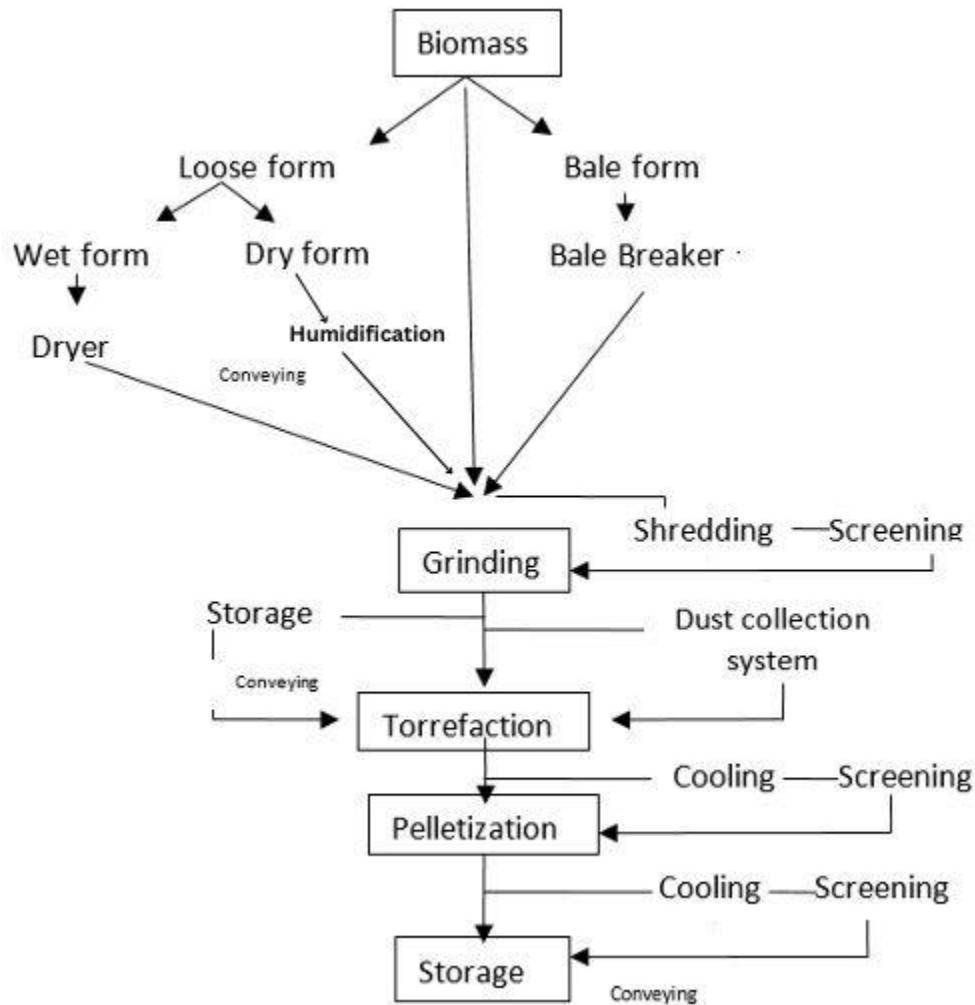 Biomass
Loose form
Bale form
Wet form
Dry form
Bale Breaker
Humidification
Dryer
Conveying
Shredding
Screening
Grinding
Storage
Dust collection
system
Conveying
Torrefaction
Cooling
Screening
Pelletization
Cooling
Screening
Storage
Conveying